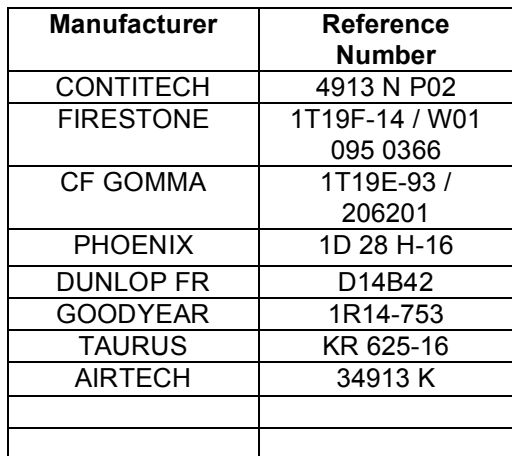 Manufacturer Reference
Number
CONTITECH 4913 N P02
FIRESTONE 1T19F-14 / W01
095 0366
CF GOMMA 1T19E-93 /
206201
PHOENIX 1D 28 H-16
DUNLOP FR D14B42
GOODYEAR 1R14-753
TAURUS KR 625-16
AIRTECH 34913 K